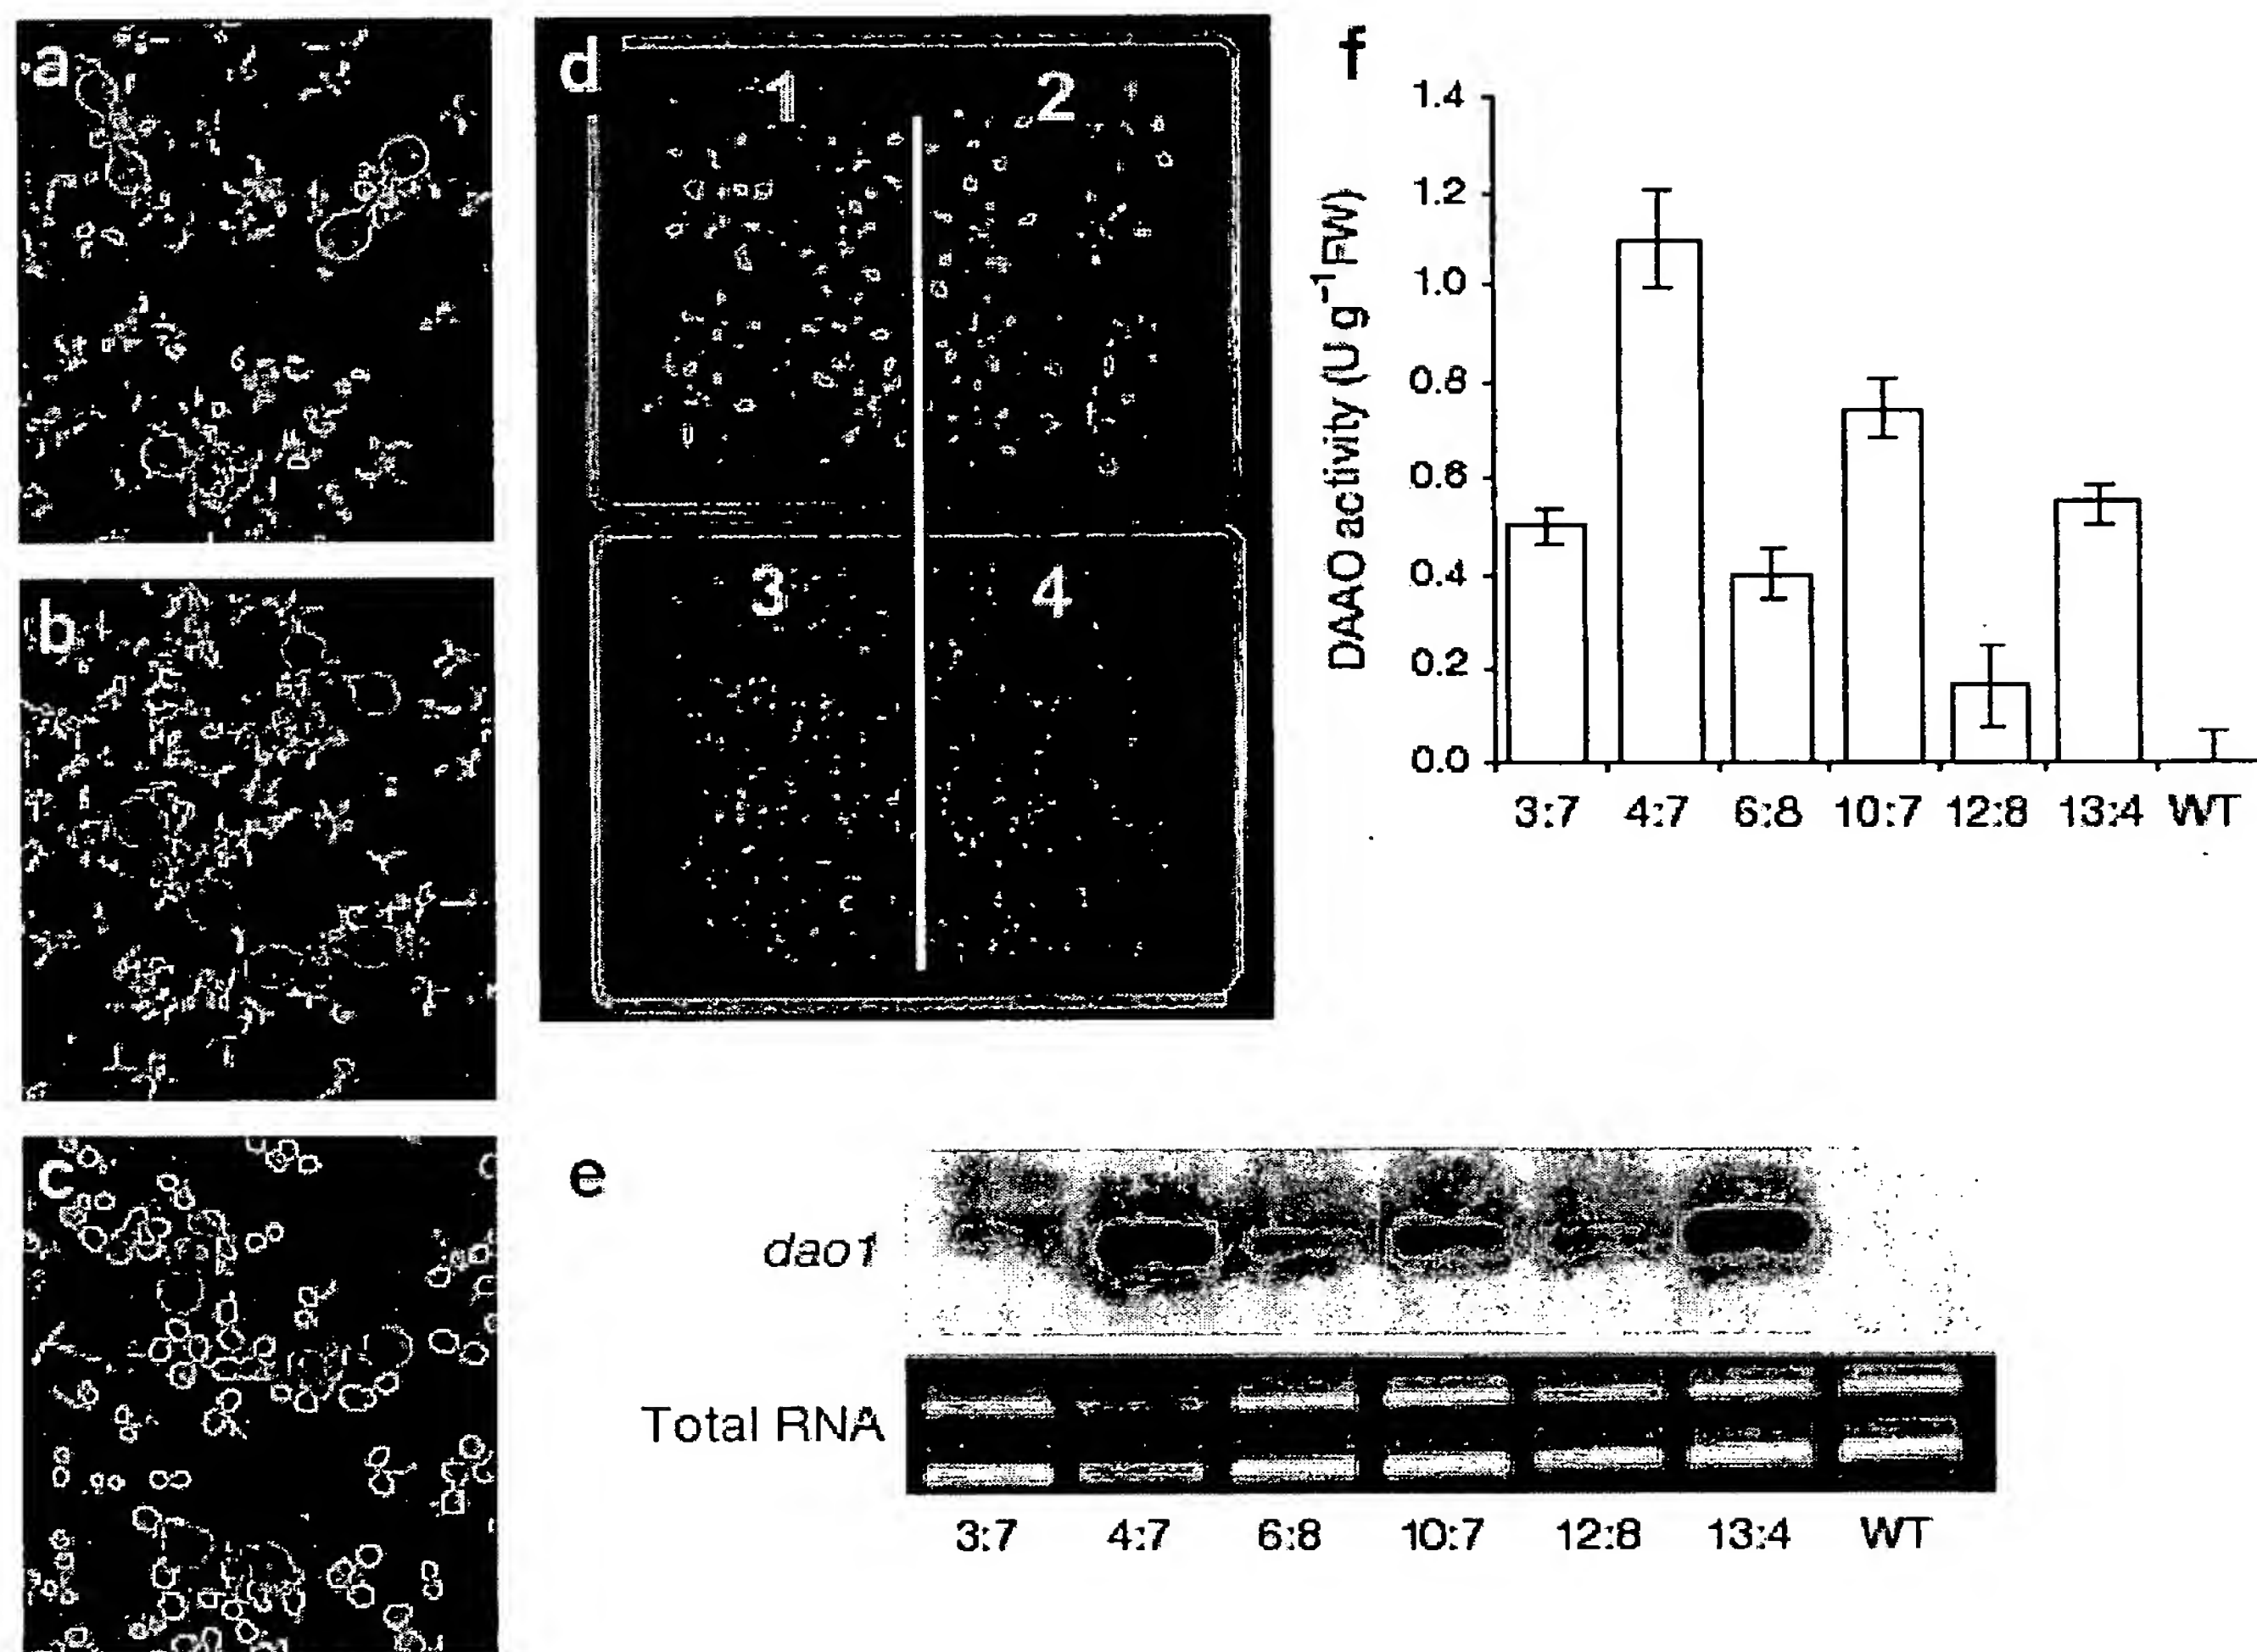 a
b
c
d
1
2
3
4
e
dao1
Total RNA
3:7 4:7 6:8 10:7 12:8 13:4 WT
f
DAAO activity (U g⁻¹FW)
1.4
1.2
1.0
0.8
0.6
0.4
0.2
0.0
3:7 4:7 6:8 10:7 12:8 13:4 WT